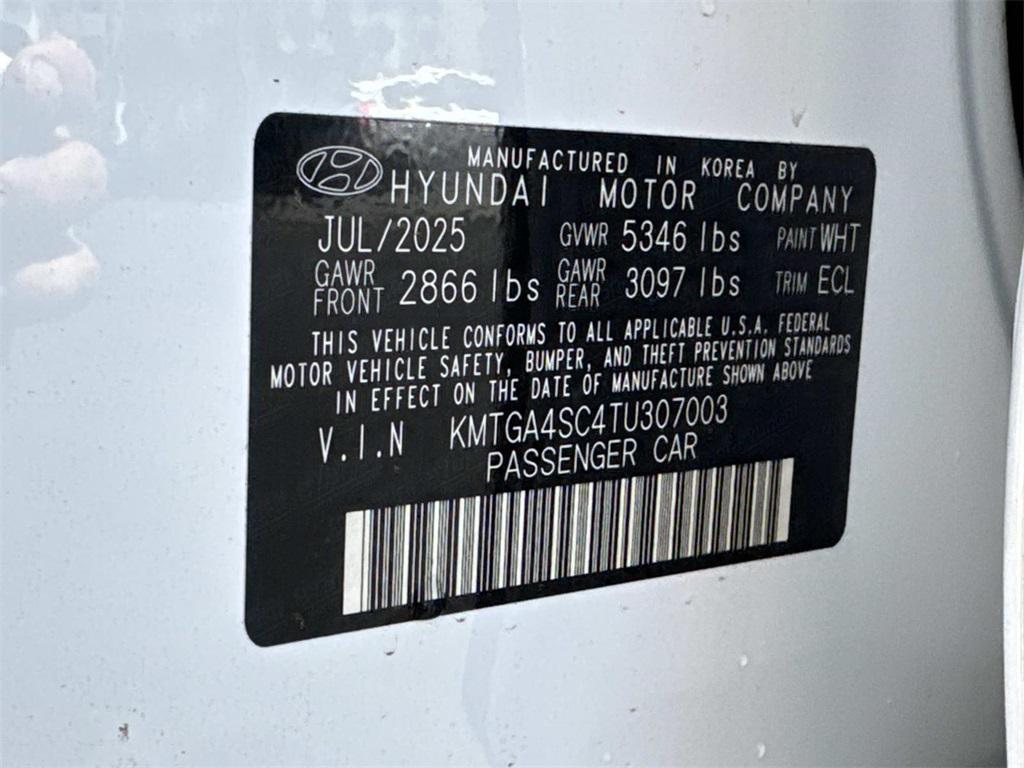 MANUFACTURED IN KOREA BY
HYUNDAI MOTOR COMPANY
JUL/2025 GVWR 5346 lbs PAINT WHT
GAWR FRONT 2866 lbs GAWR REAR 3097 lbs TRIM ECL
THIS VEHICLE CONFORMS TO ALL APPLICABLE U.S.A. FEDERAL
MOTOR VEHICLE SAFETY, BUMPER, AND THEFT PREVENTION STANDARDS
IN EFFECT ON THE DATE OF MANUFACTURE SHOWN ABOVE
V.I.N KMTGA4SC4TU307003
PASSENGER CAR